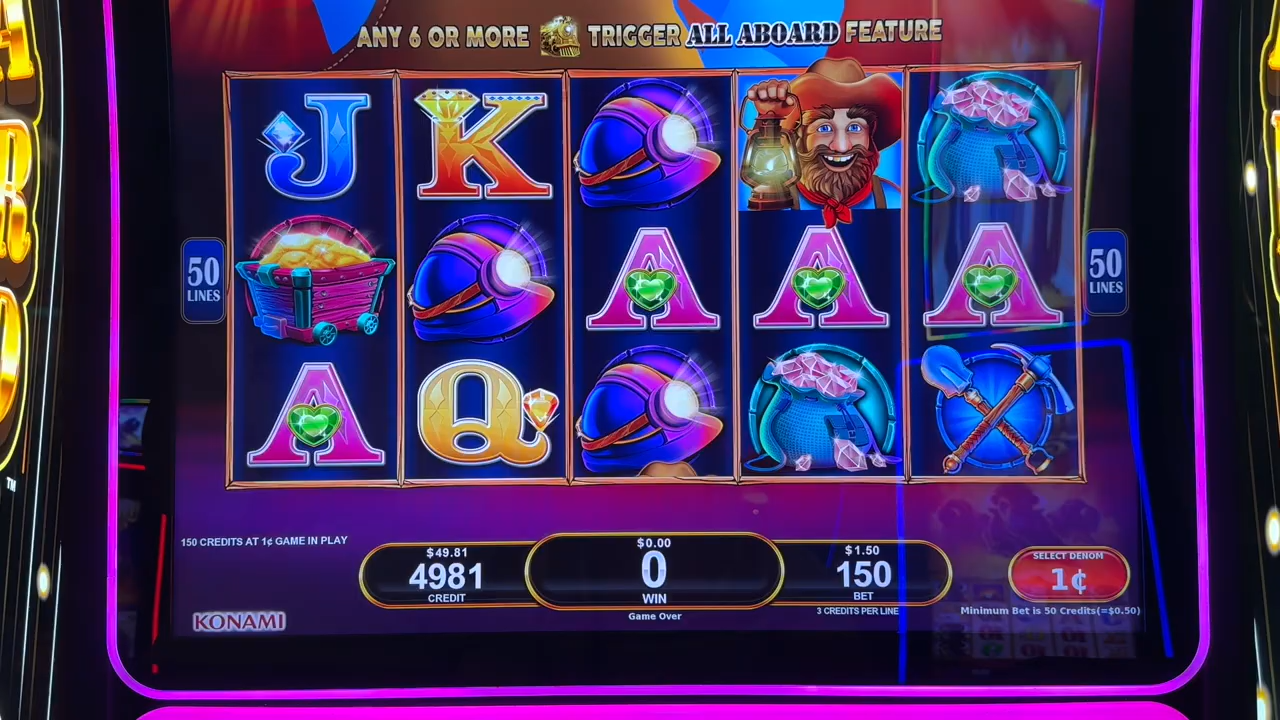 ANY 6 OR MORE TRIGGER ALL ABOARD FEATURE
J K
A A A
A Q
50 LINES
50 LINES
150 CREDITS AT 1¢ GAME IN PLAY
$49.81
4981
CREDIT
$0.00
0
WIN
Game Over
$1.50
150
BET
3 CREDITS PER LINE
SELECT DENOM
1¢
Minimum Bet is 50 Credits(=$0.50)
KONAMI
TM